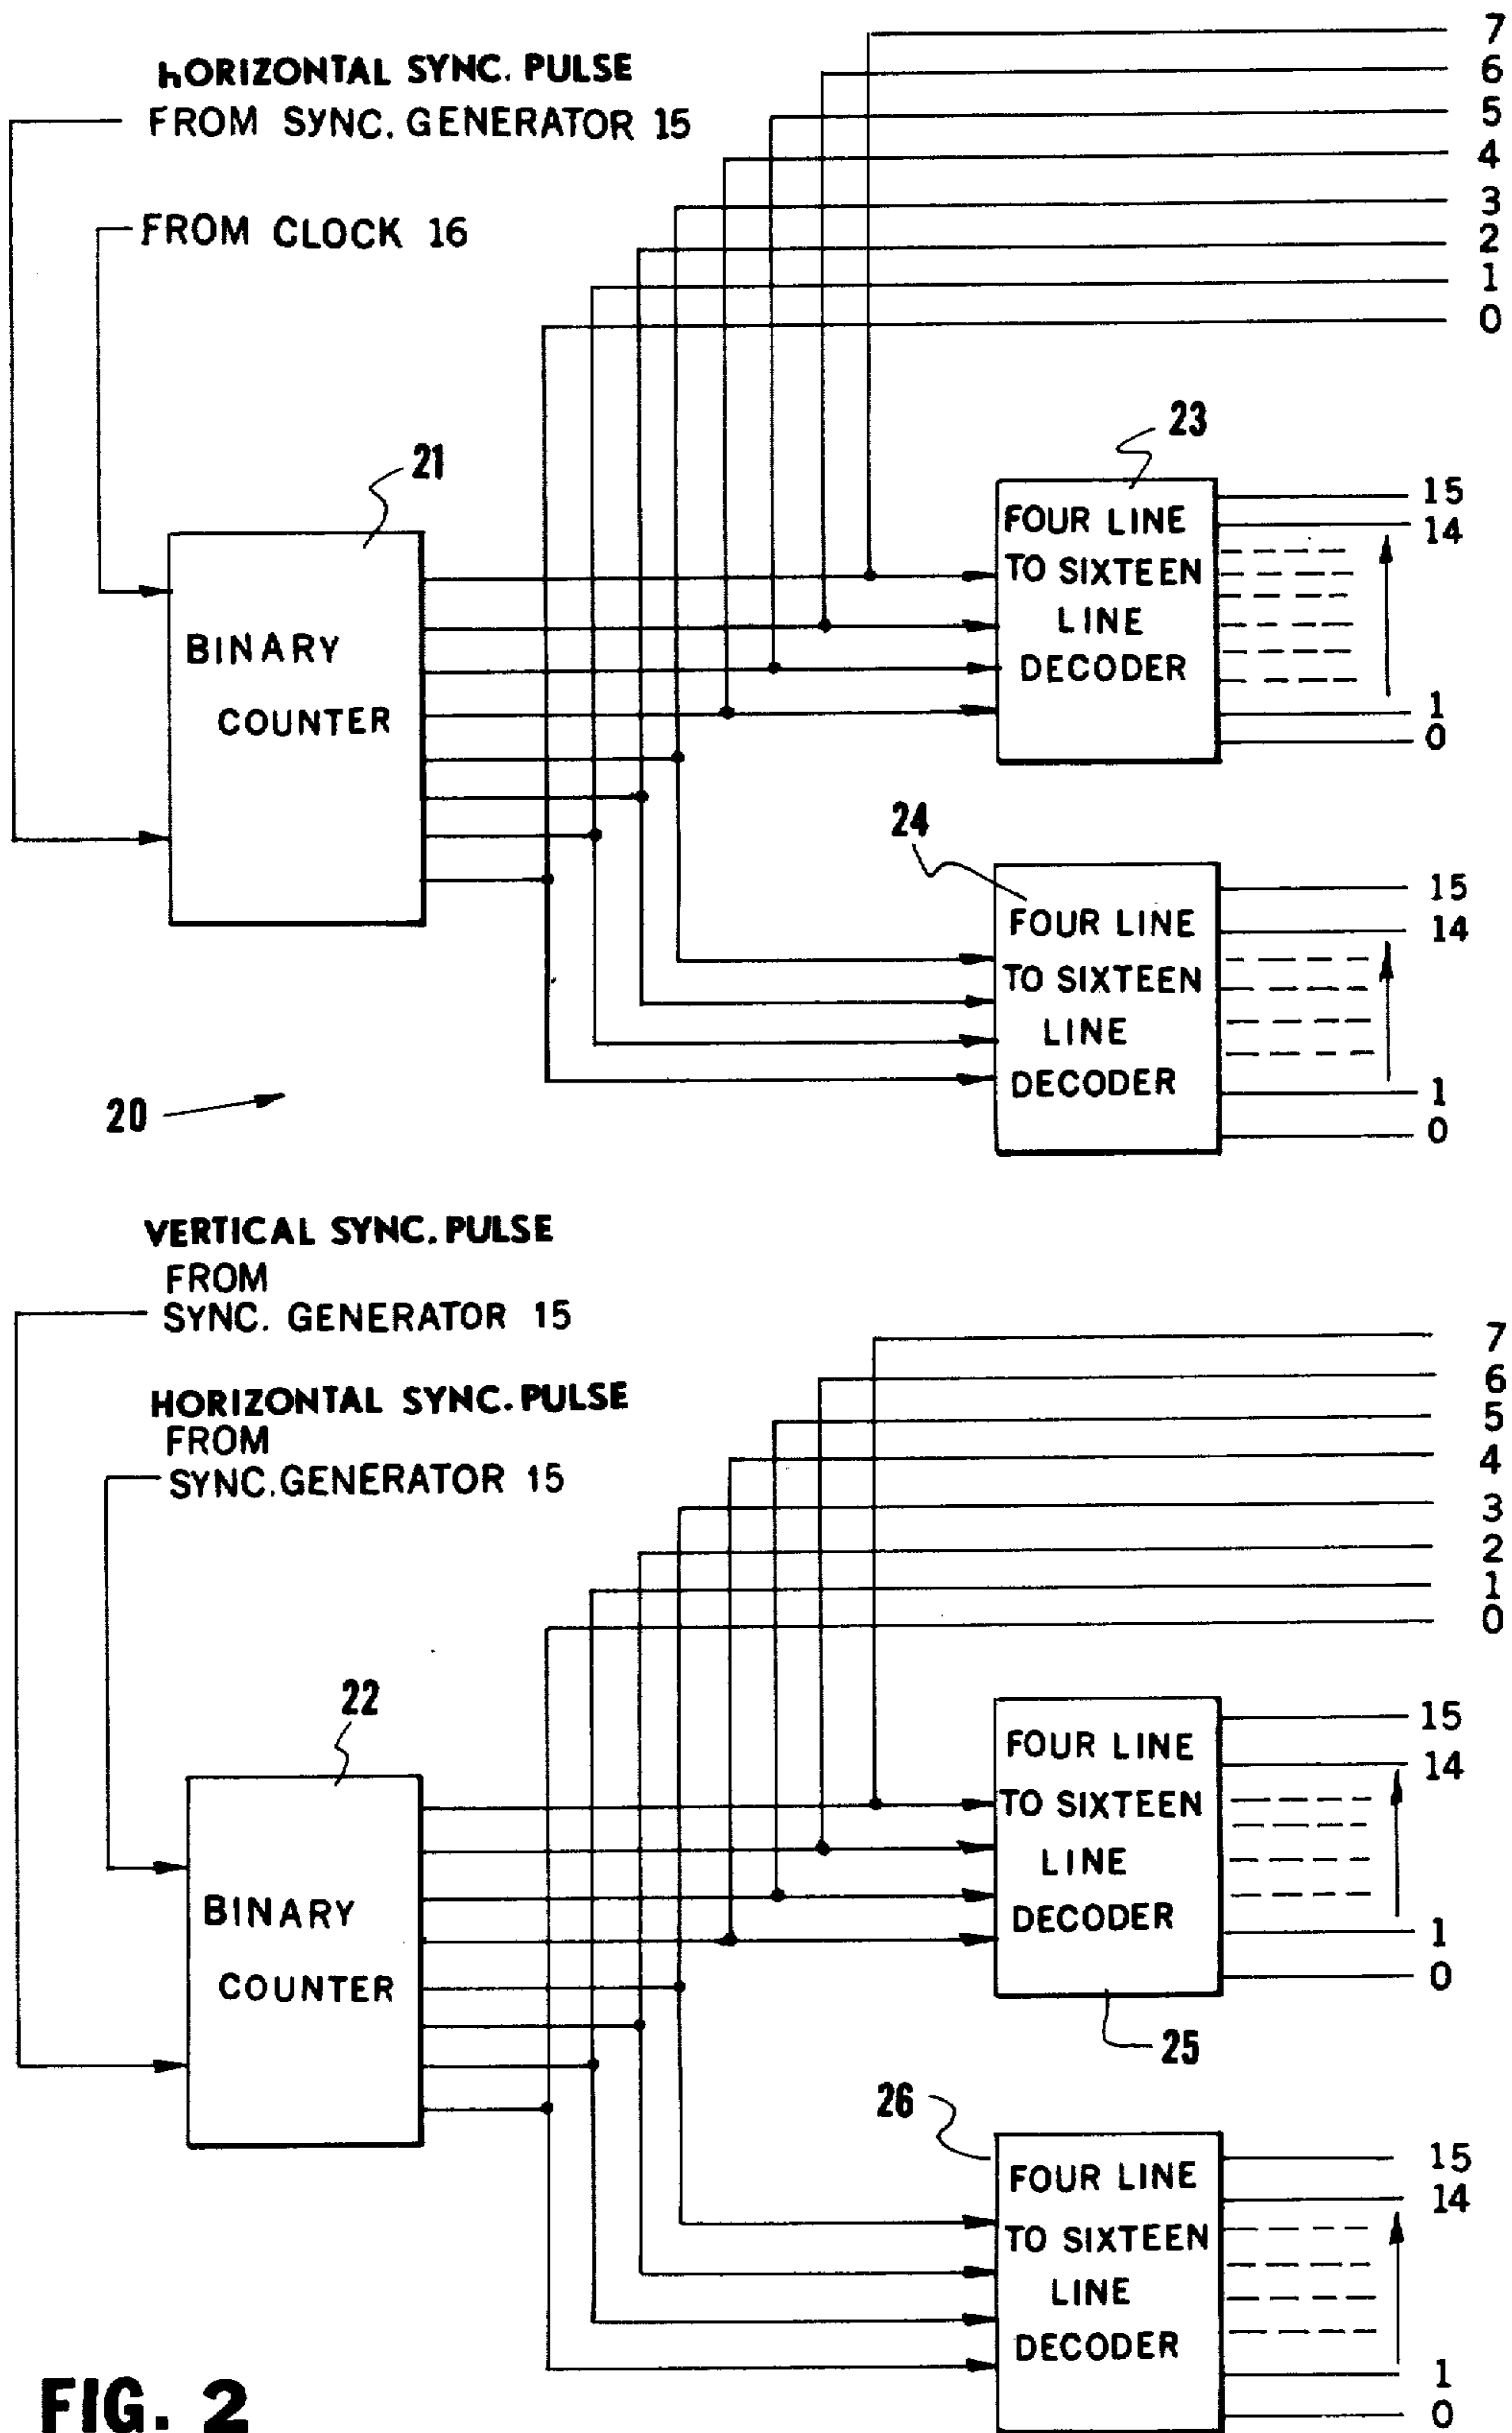 7
hORIZONTAL SYNC. PULSE
6
FROM SYNC. GENERATOR 15
5
4
3
FROM CLOCK 16
2
1
0
23
21
15
FOUR LINE
14
TO SIXTEEN
LINE
BINARY
DECODER
COUNTER
1
0
24
15
FOUR LINE
14
TO SIXTEEN
LINE
DECODER
1
20
0
VERTICAL SYNC. PULSE
FROM
SYNC. GENERATOR 15
7
HORIZONTAL SYNC. PULSE
6
FROM
5
SYNC. GENERATOR 15
4
3
2
1
0
22
15
FOUR LINE
14
TO SIXTEEN
LINE
BINARY
DECODER
1
COUNTER
0
25
26
15
FOUR LINE
14
TO SIXTEEN
LINE
DECODER
1
FIG. 2
0